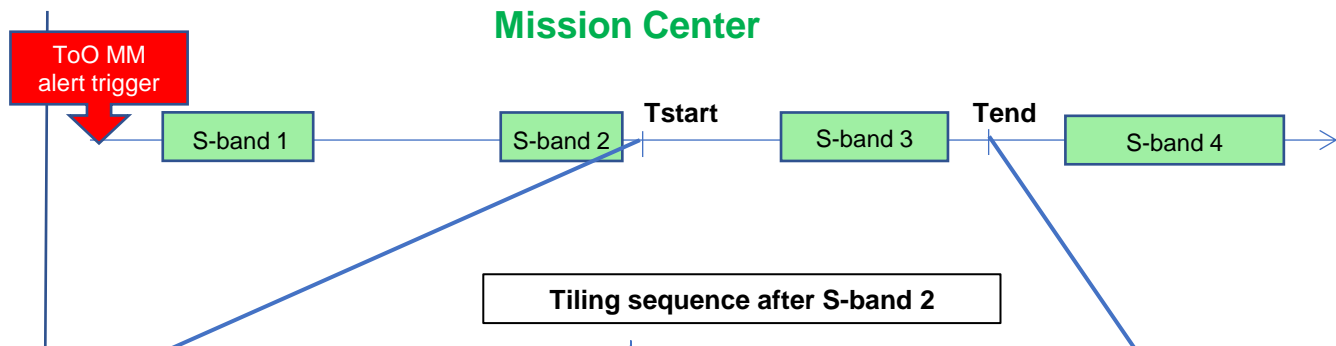 Mission Center
ToO MM
alert trigger
Tstart
Tend
S-band 1
S-band 2
S-band 3
S-band 4
Tiling sequence after S-band 2